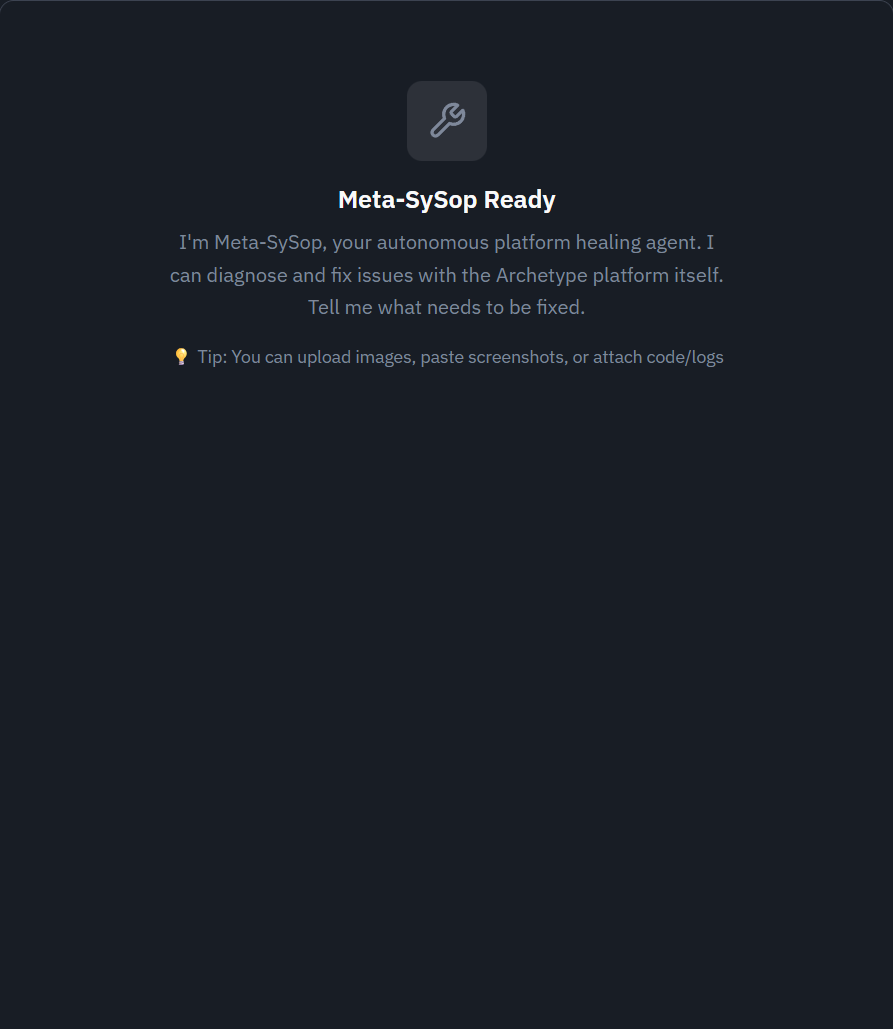 Meta-SySop Ready
I'm Meta-SySop, your autonomous platform healing agent. I
can diagnose and fix issues with the Archetype platform itself.
Tell me what needs to be fixed.
💡 Tip: You can upload images, paste screenshots, or attach code/logs